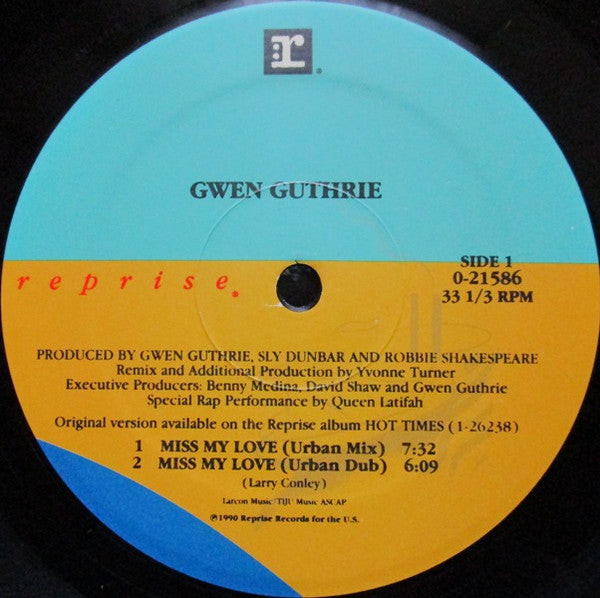 r
GWEN GUTHRIE
reprise
SIDE 1
0-21586
33 1/3 RPM
PRODUCED BY GWEN GUTHRIE, SLY DUNBAR AND ROBBIE SHAKESPEARE
Remix and Additional Production by Yvonne Turner
Executive Producers: Benny Medina, David Shaw and Gwen Guthrie
Special Rap Performance by Queen Latifah
Original version available on the Reprise album HOT TIMES (1-26238)
1 MISS MY LOVE (Urban Mix) 7:32
2 MISS MY LOVE (Urban Dub) 6:09
(Larry Conley)
Larcon Music/TIJU Music ASCAP
℗1990 Reprise Records for the U.S.